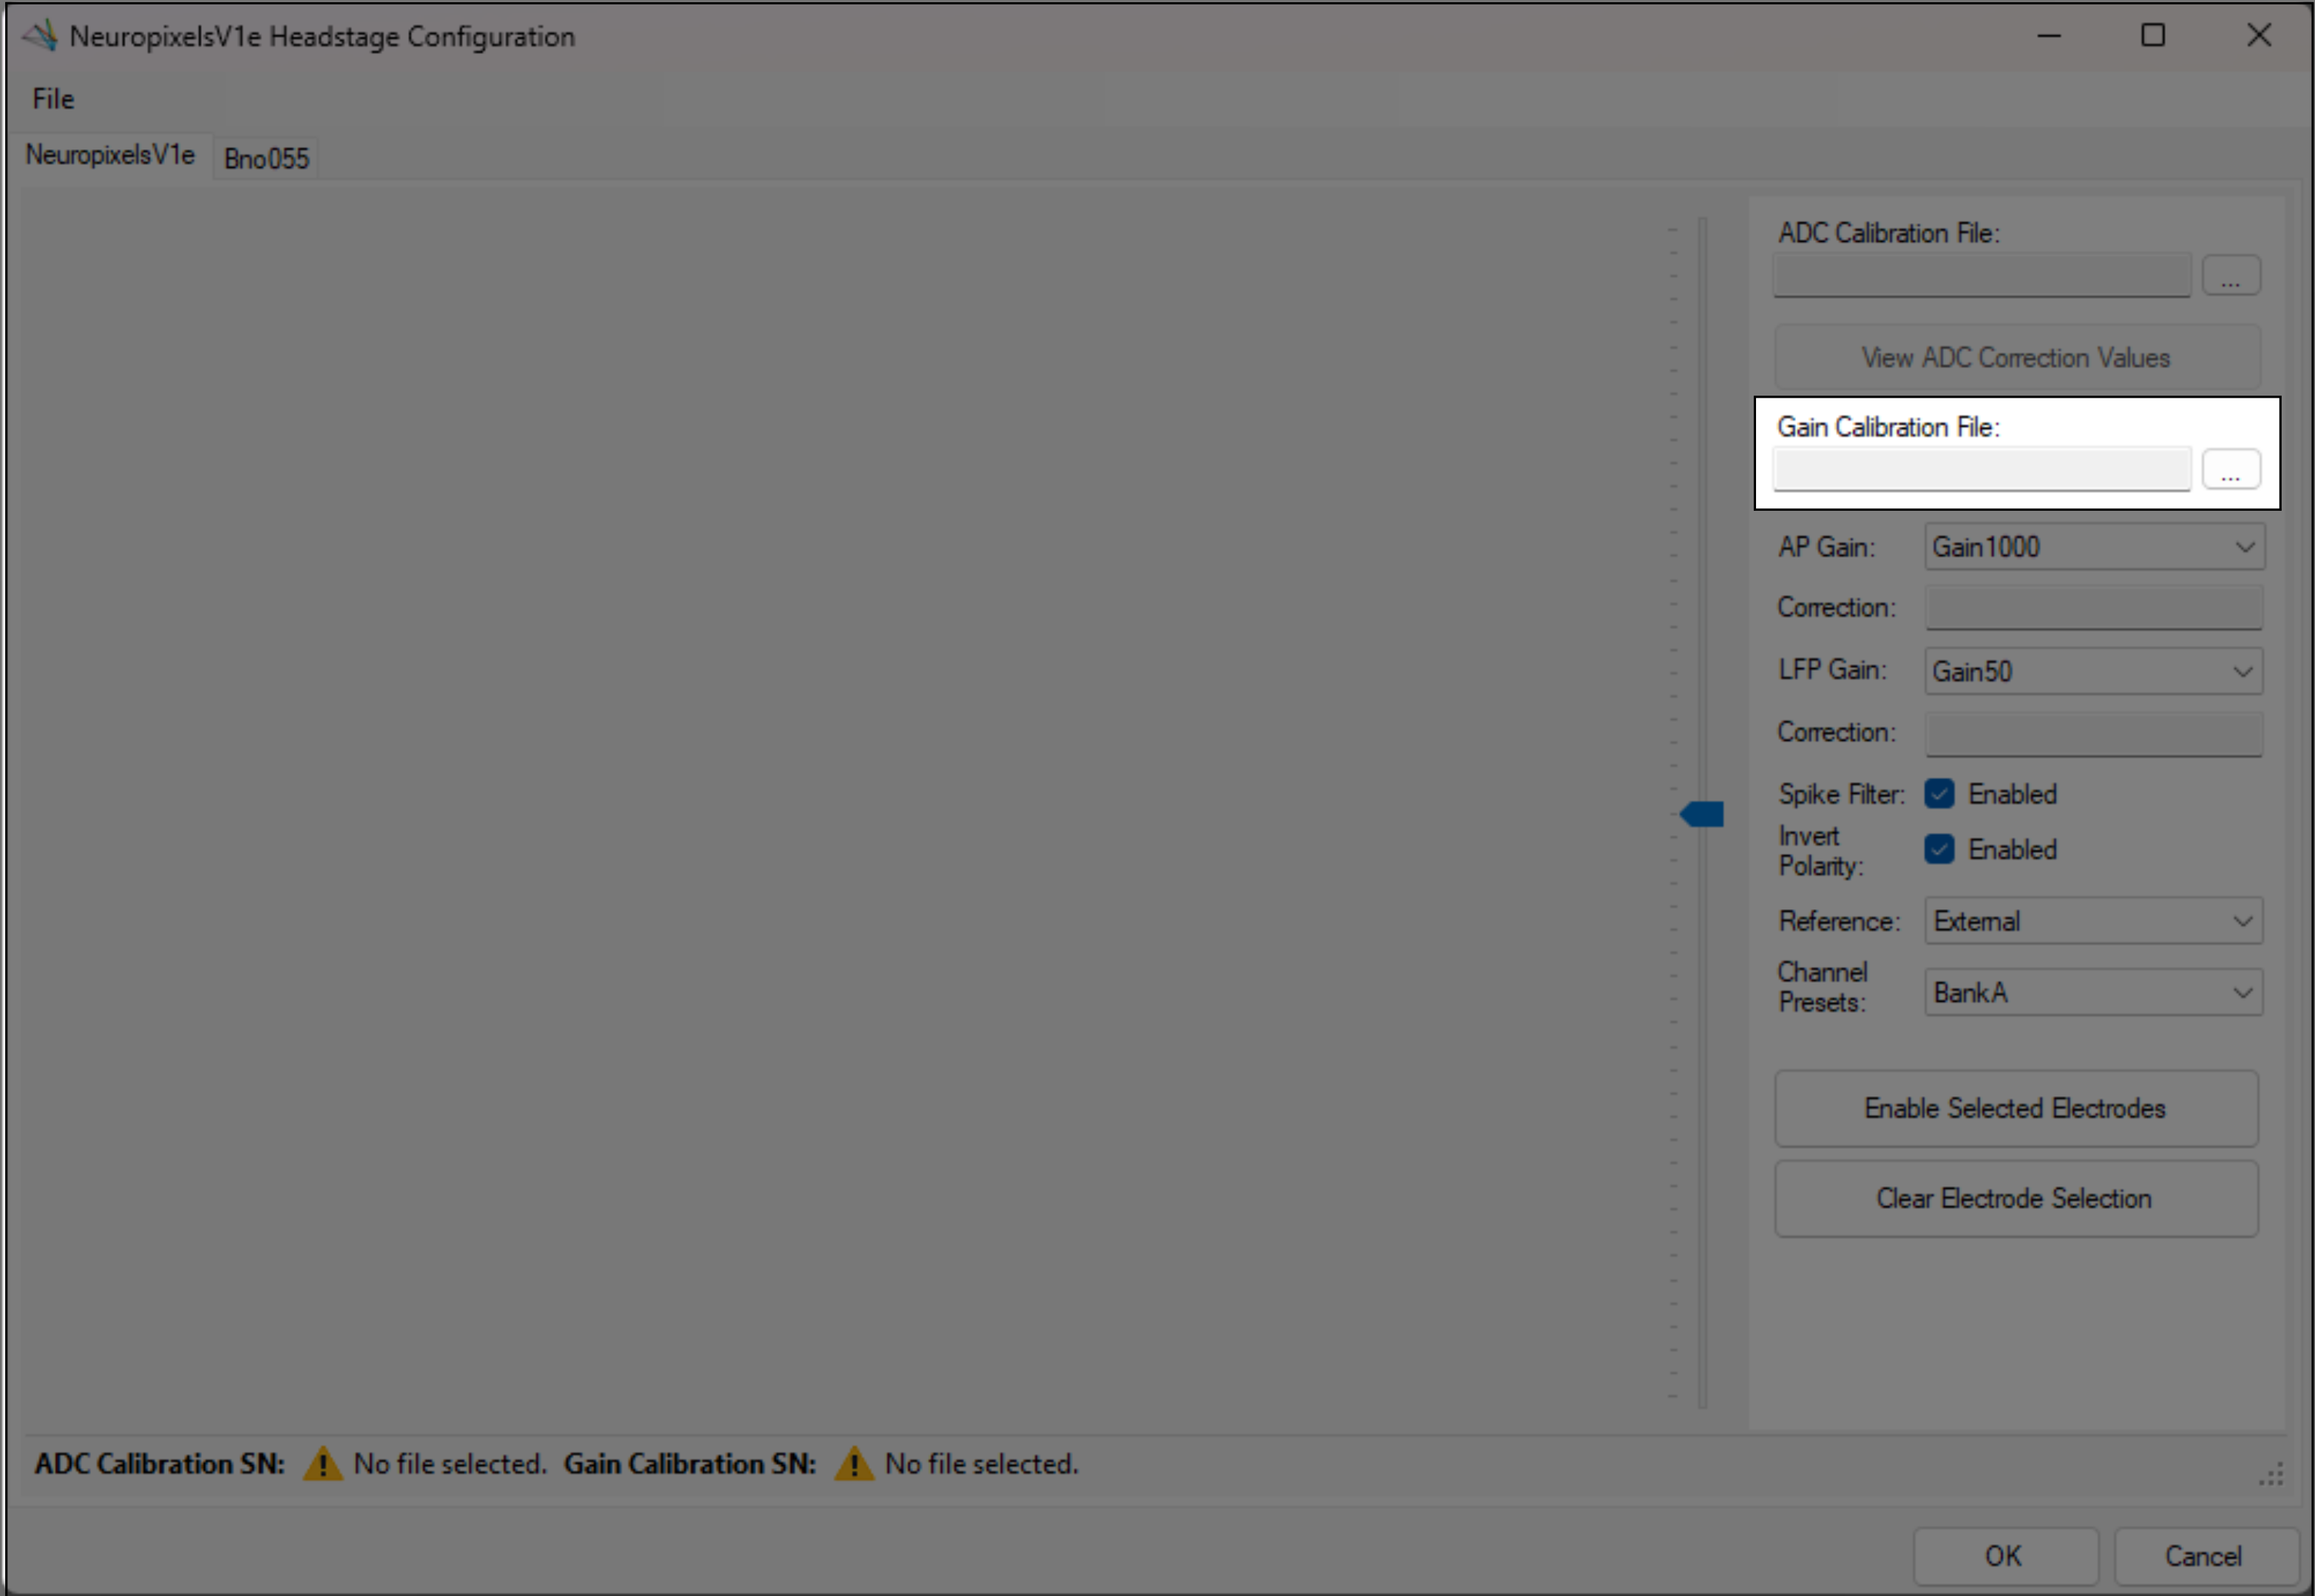 NeuropixelsV1e Headstage Configuration
File
NeuropixelsV1e Bno055
ADC Calibration File:
...
View ADC Correction Values
Gain Calibration File:
...
AP Gain: Gain1000
Correction:
LFP Gain: Gain50
Correction:
Spike Filter: Enabled
Invert
Polarity: Enabled
Reference: External
Channel
Presets: BankA
Enable Selected Electrodes
Clear Electrode Selection
ADC Calibration SN: No file selected. Gain Calibration SN: No file selected.
OK Cancel